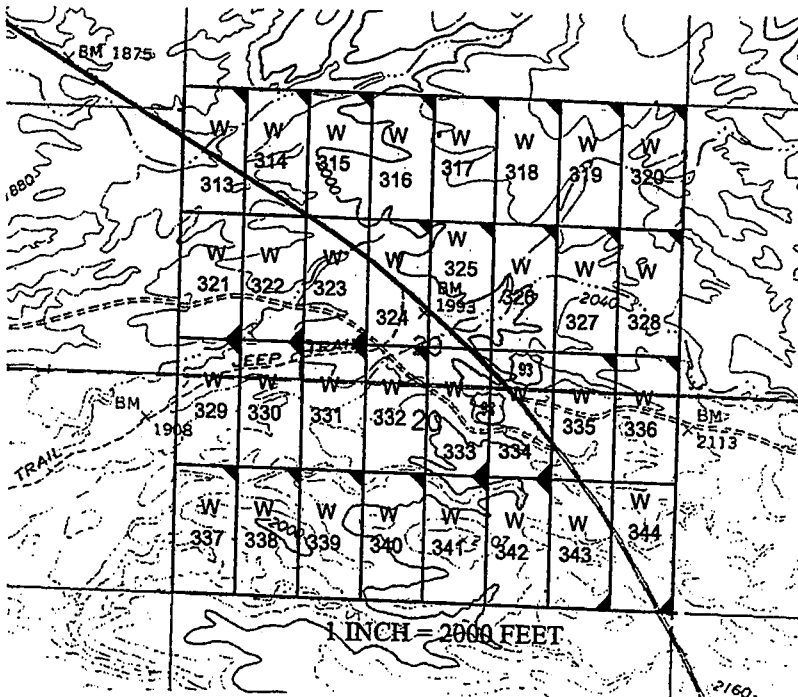 BM 1875
1880
W 313
W 314
W 315
W 316
W 317
W 318
W 319
W 320
2000
W 321
W 322
W 323
W 324
W 325
W 326
W 327
W 328
BM 1993
2040
JEEP TRAIL
93
W 329
W 330
W 331
W 332
W 333
W 334
W 335
W 336
BM 1908
TRAIL
20
93
BM 2113
W 337
W 338
W 339
W 340
W 341
W 342
W 343
W 344
2000
1 INCH = 2000 FEET
2160